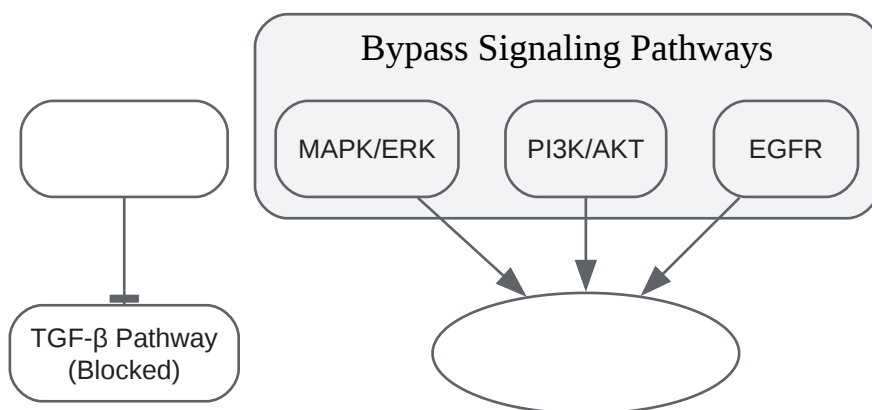 Bypass Signaling Pathways
MAPK/ERK
PI3K/AKT
EGFR
TGF-β Pathway
(Blocked)